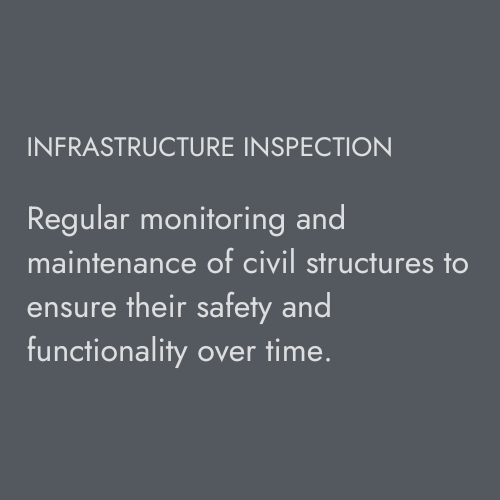 INFRASTRUCTURE INSPECTION
Regular monitoring and
maintenance of civil structures to
ensure their safety and
functionality over time.